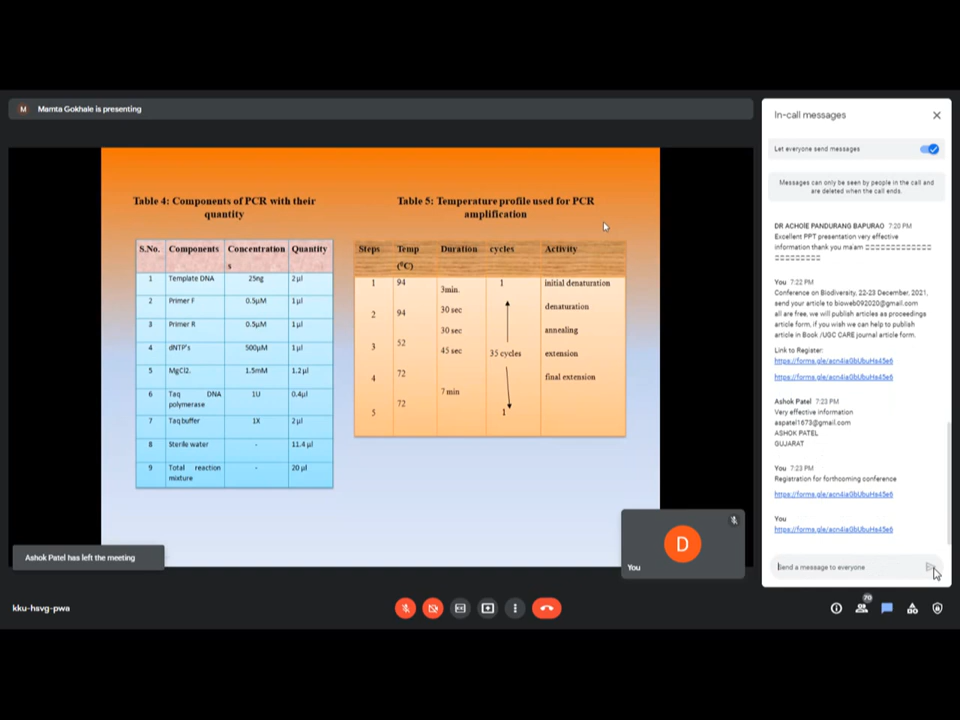 M Mamta Gokhale is presenting
Table 4: Components of PCR with their
quantity
S.No. Components Concentration Quantity
s
1 Template DNA 25ng 2µl
2 Primer F 0.5µM 1µl
3 Primer R 0.5µM 1µl
4 dNTP's 500µM 1µl
5 MgCl2. 1.5mM 1.2µl
6 Taq DNA 1U 0.4µl
polymerase
7 Taq buffer 1X 2µl
8 Sterile water - 11.4 µl
9 Total reaction - 20 µl
mixture
Table 5: Temperature profile used for PCR
amplification
Steps Temp Duration cycles Activity
(⁰C)
1 94 3min. 1 initial denaturation
2 94 30 sec denaturation
30 sec annealing
3 52 45 sec 35 cycles extension
4 72 final extension
7 min
5 72 1
Ashok Patel has left the meeting
D
You
kku-hsvg-pwa
In-call messages
Let everyone send messages
Messages can only be seen by people in the call and
are deleted when the call ends.
DR ACHOLE PANDURANG BAPURAO 7:20 PM
Excellent PPT presentation very effective
information thank you ma'am
You 7:22 PM
Conference on Biodiversity, 22-23 December, 2021,
send your article to bioweb092020@gmail.com
all are free, we will publish articles as proceedings
article form, if you wish we can help to publish
article in Book /UGC CARE journal article form.
Link to Register:
Ashok Patel 7:23 PM
Very effective information
aspatel1673@gmail.com
ASHOK PATEL
GUJARAT
You 7:23 PM
Registration for forthcoming conference
You
Send a message to everyone
70